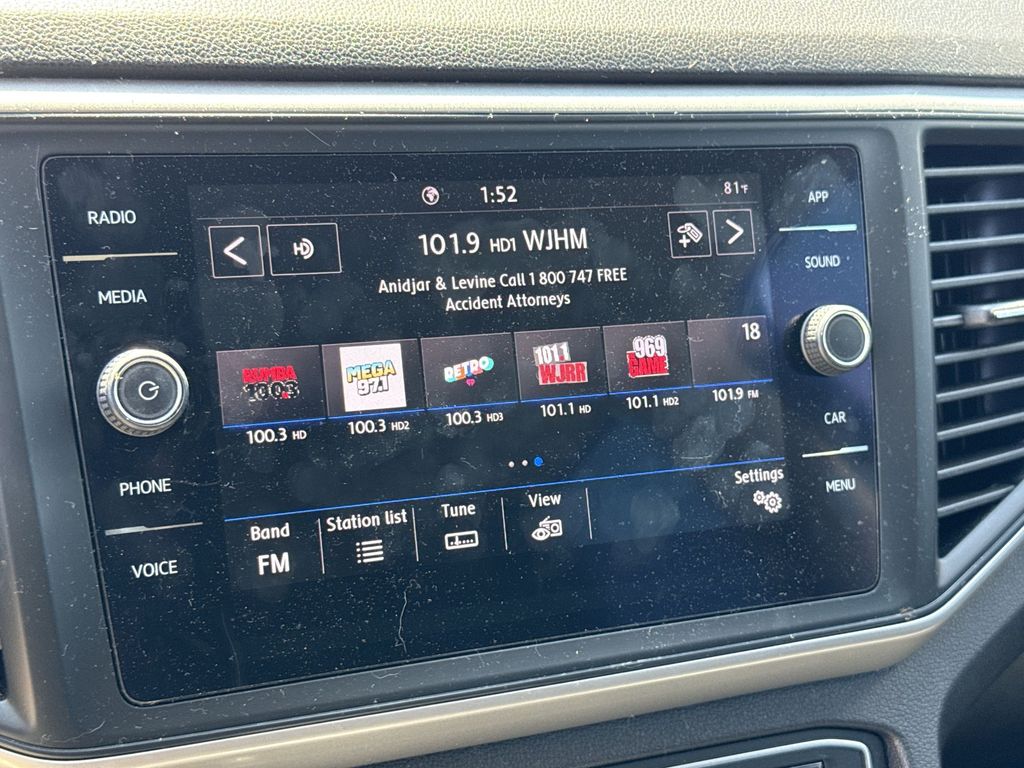 1:52
81°F
RADIO
APP
HD
101.9 HD1 WJHM
MEDIA
SOUND
Anidjar & Levine Call 1 800 747 FREE
Accident Attorneys
RUMBA
100.3
MEGA
97.1
RETRO
101.1
WJRR
969
GAME
18
100.3 HD
100.3 HD2
100.3 HD3
101.1 HD
101.1 HD2
101.9 FM
CAR
PHONE
MENU
VOICE
Band
FM
Station list
Tune
View
Settings